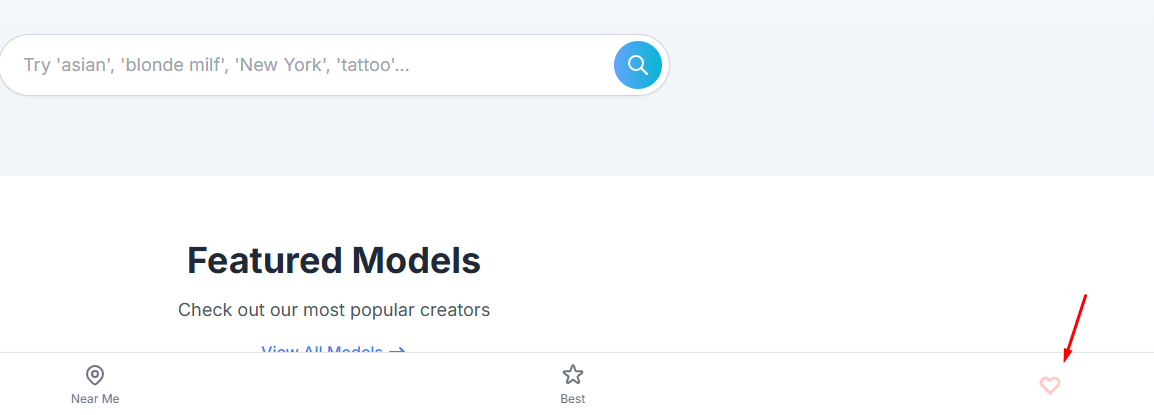 Try 'asian', 'blonde milf', 'New York', 'tattoo'...
Featured Models
Check out our most popular creators
View All Models →
Near Me
Best